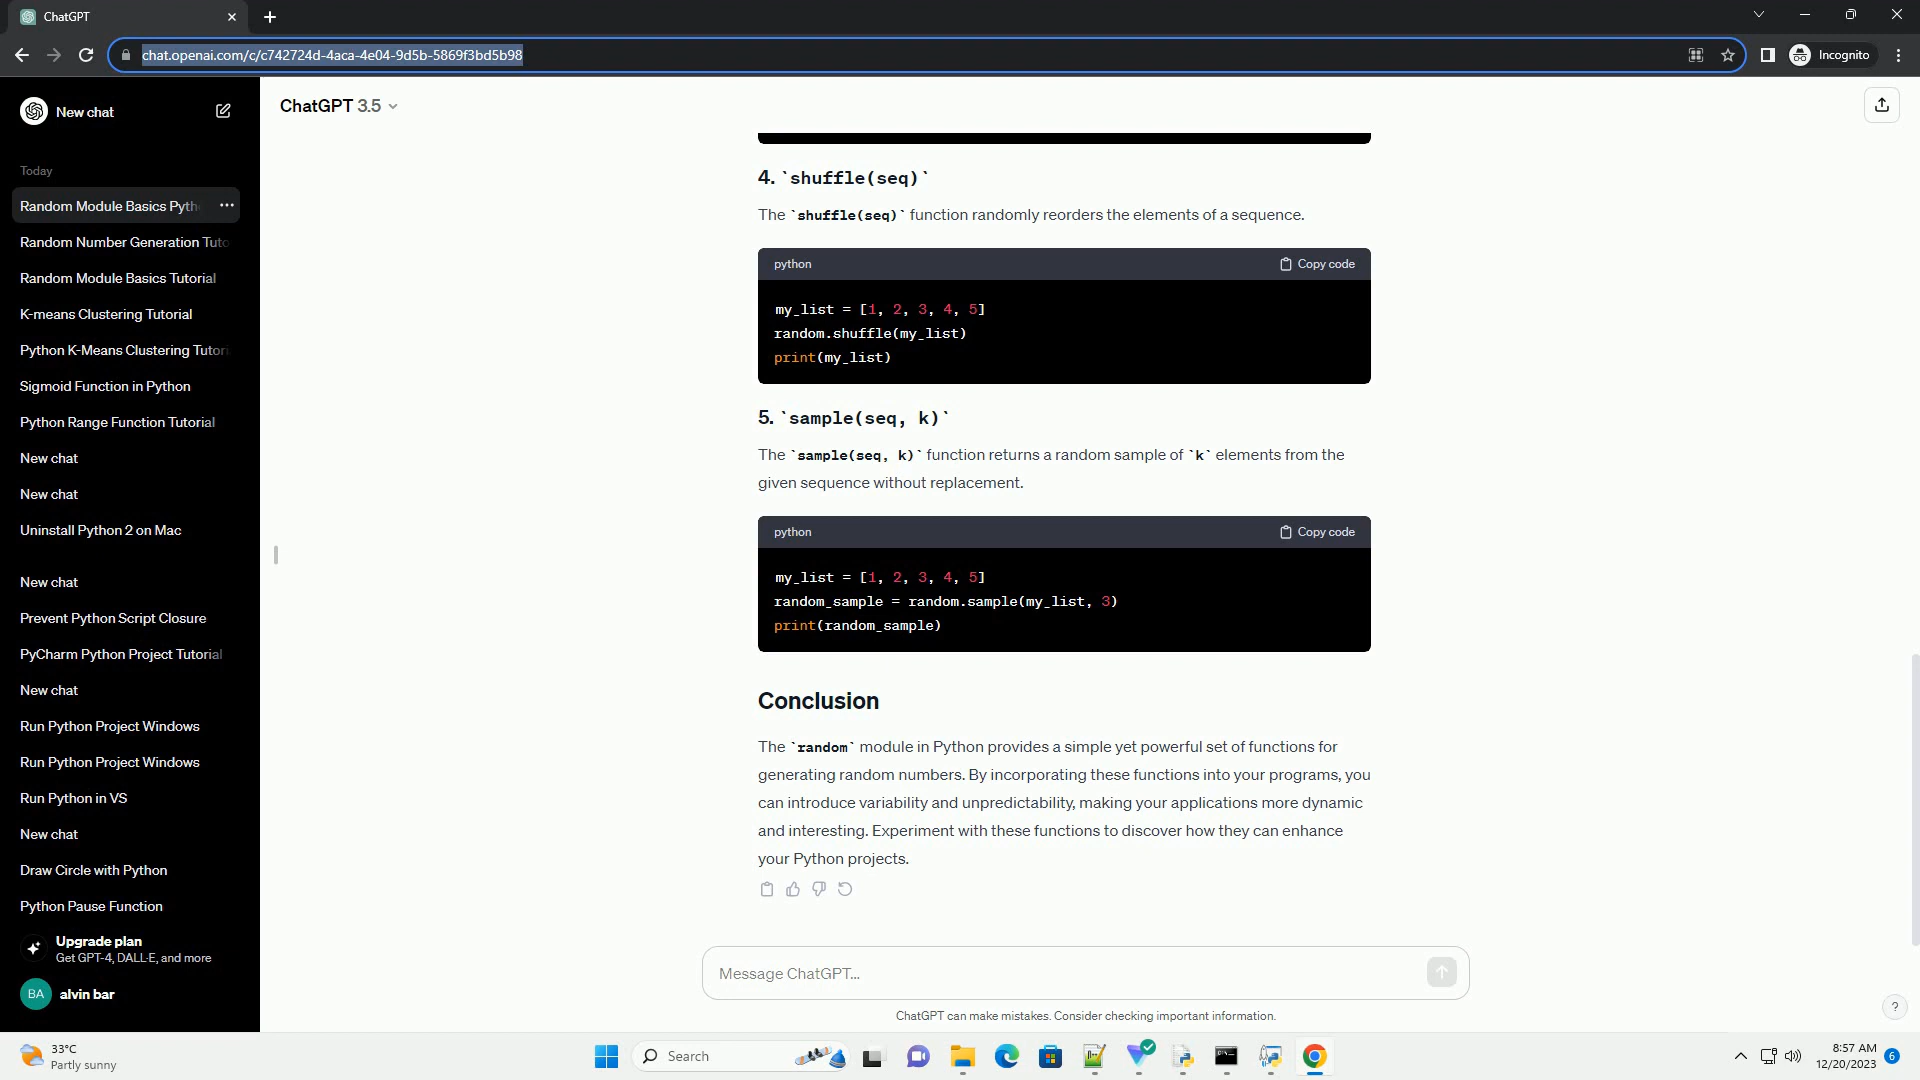 ChatGPT
chat.openai.com/c/c742724d-4aca-4e04-9d5b-5869f3bd5b98
Incognito
New chat
Today
Random Module Basics Pyth
Random Number Generation Tuto
Random Module Basics Tutorial
K-means Clustering Tutorial
Python K-Means Clustering Tutori
Sigmoid Function in Python
Python Range Function Tutorial
New chat
New chat
Uninstall Python 2 on Mac
New chat
Prevent Python Script Closure
PyCharm Python Project Tutorial
New chat
Run Python Project Windows
Run Python Project Windows
Run Python in VS
New chat
Draw Circle with Python
Python Pause Function
Upgrade plan
Get GPT-4, DALL·E, and more
BA alvin bar
ChatGPT 3.5
4. `shuffle(seq)`
The `shuffle(seq)` function randomly reorders the elements of a sequence.
python Copy code
my_list = [1, 2, 3, 4, 5]
random.shuffle(my_list)
print(my_list)
5. `sample(seq, k)`
The `sample(seq, k)` function returns a random sample of `k` elements from the
given sequence without replacement.
python Copy code
my_list = [1, 2, 3, 4, 5]
random_sample = random.sample(my_list, 3)
print(random_sample)
Conclusion
The `random` module in Python provides a simple yet powerful set of functions for
generating random numbers. By incorporating these functions into your programs, you
can introduce variability and unpredictability, making your applications more dynamic
and interesting. Experiment with these functions to discover how they can enhance
your Python projects.
Message ChatGPT...
ChatGPT can make mistakes. Consider checking important information.
?
33°C
Partly sunny
Search
8:57 AM
12/20/2023
6